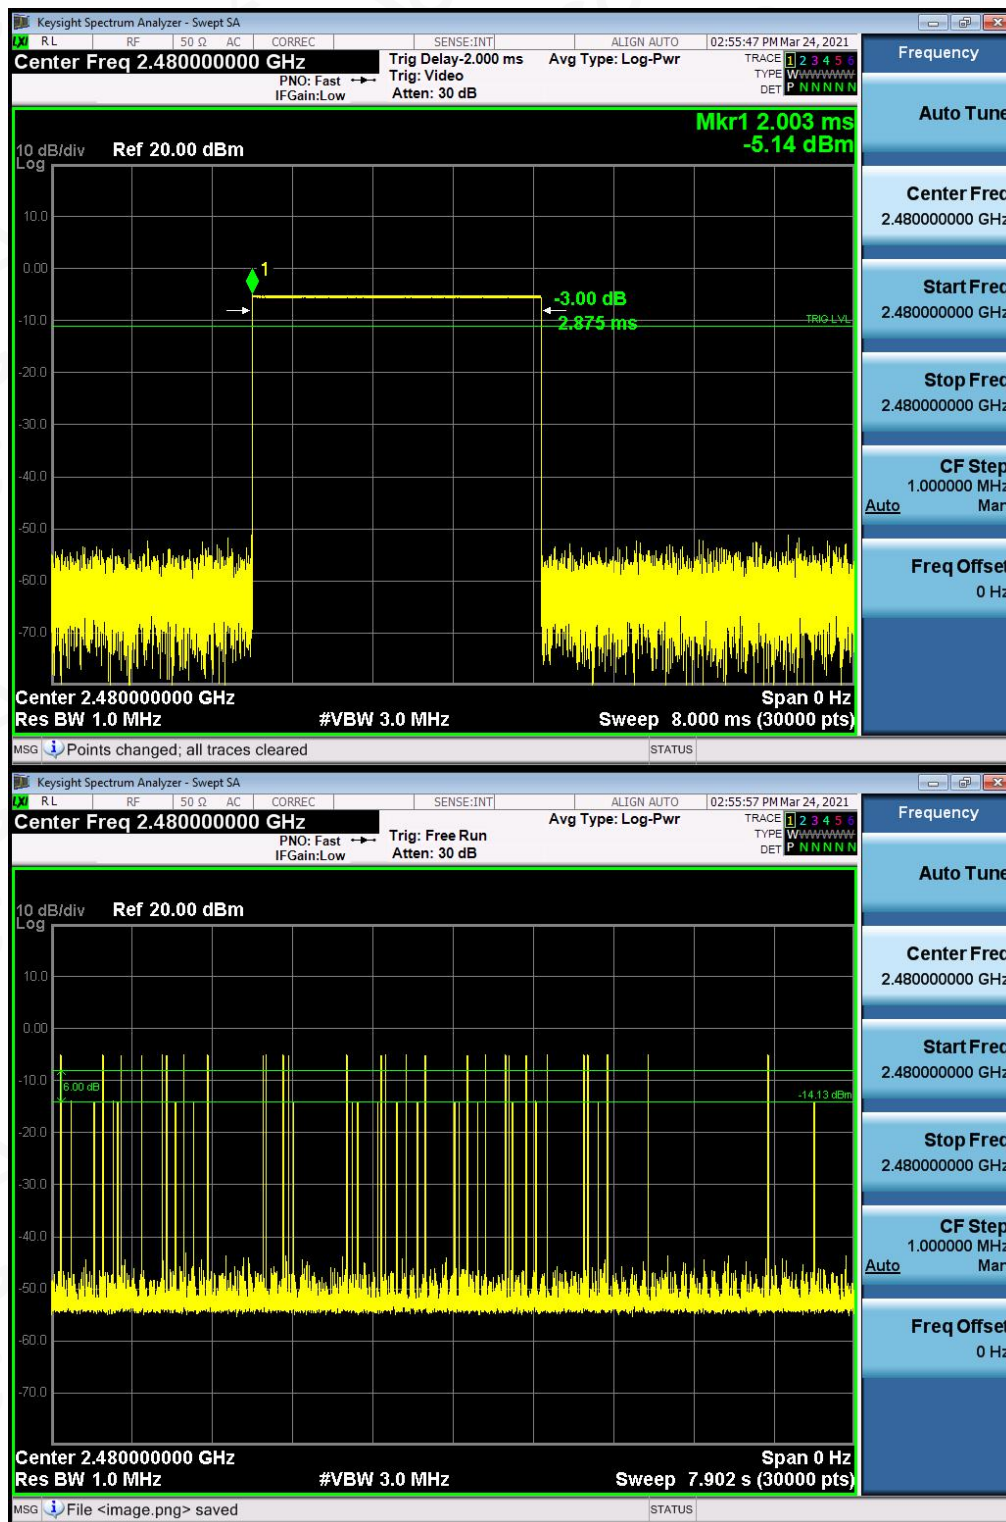 Keysight Spectrum Analyzer - Swept SA
LXI RL RF 50 Ω AC CORREC SENSE:INT ALIGN AUTO 02:55:47 PM Mar 24, 2021
Center Freq 2.480000000 GHz
PNO: Fast
IFGain:Low
Trig Delay-2.000 ms
Trig: Video
Atten: 30 dB
Avg Type: Log-Pwr
TRACE 1 2 3 4 5 6
TYPE WWWWWW
DET P N N N N N
Mkr1 2.003 ms
-5.14 dBm
10 dB/div
Log
Ref 20.00 dBm
10.0
0.00
-10.0
-20.0
-30.0
-40.0
-50.0
-60.0
-70.0
1
-3.00 dB
2.875 ms
TRIG LVL
Center 2.480000000 GHz
Span 0 Hz
Res BW 1.0 MHz
#VBW 3.0 MHz
Sweep 8.000 ms (30000 pts)
MSG Points changed; all traces cleared
STATUS
Frequency
Auto Tune
Center Freq
2.480000000 GHz
Start Freq
2.480000000 GHz
Stop Freq
2.480000000 GHz
CF Step
1.000000 MHz
Auto Man
Freq Offset
0 Hz
Keysight Spectrum Analyzer - Swept SA
LXI RL RF 50 Ω AC CORREC SENSE:INT ALIGN AUTO 02:55:57 PM Mar 24, 2021
Center Freq 2.480000000 GHz
PNO: Fast
IFGain:Low
Trig: Free Run
Atten: 30 dB
Avg Type: Log-Pwr
TRACE 1 2 3 4 5 6
TYPE WWWWWW
DET P N N N N N
10 dB/div
Log
Ref 20.00 dBm
10.0
0.00
-10.0
-20.0
-30.0
-40.0
-50.0
-60.0
-70.0
6.00 dB
-14.13 dBm
Center 2.480000000 GHz
Span 0 Hz
Res BW 1.0 MHz
#VBW 3.0 MHz
Sweep 7.902 s (30000 pts)
MSG File <image.png> saved
STATUS
Frequency
Auto Tune
Center Freq
2.480000000 GHz
Start Freq
2.480000000 GHz
Stop Freq
2.480000000 GHz
CF Step
1.000000 MHz
Auto Man
Freq Offset
0 Hz